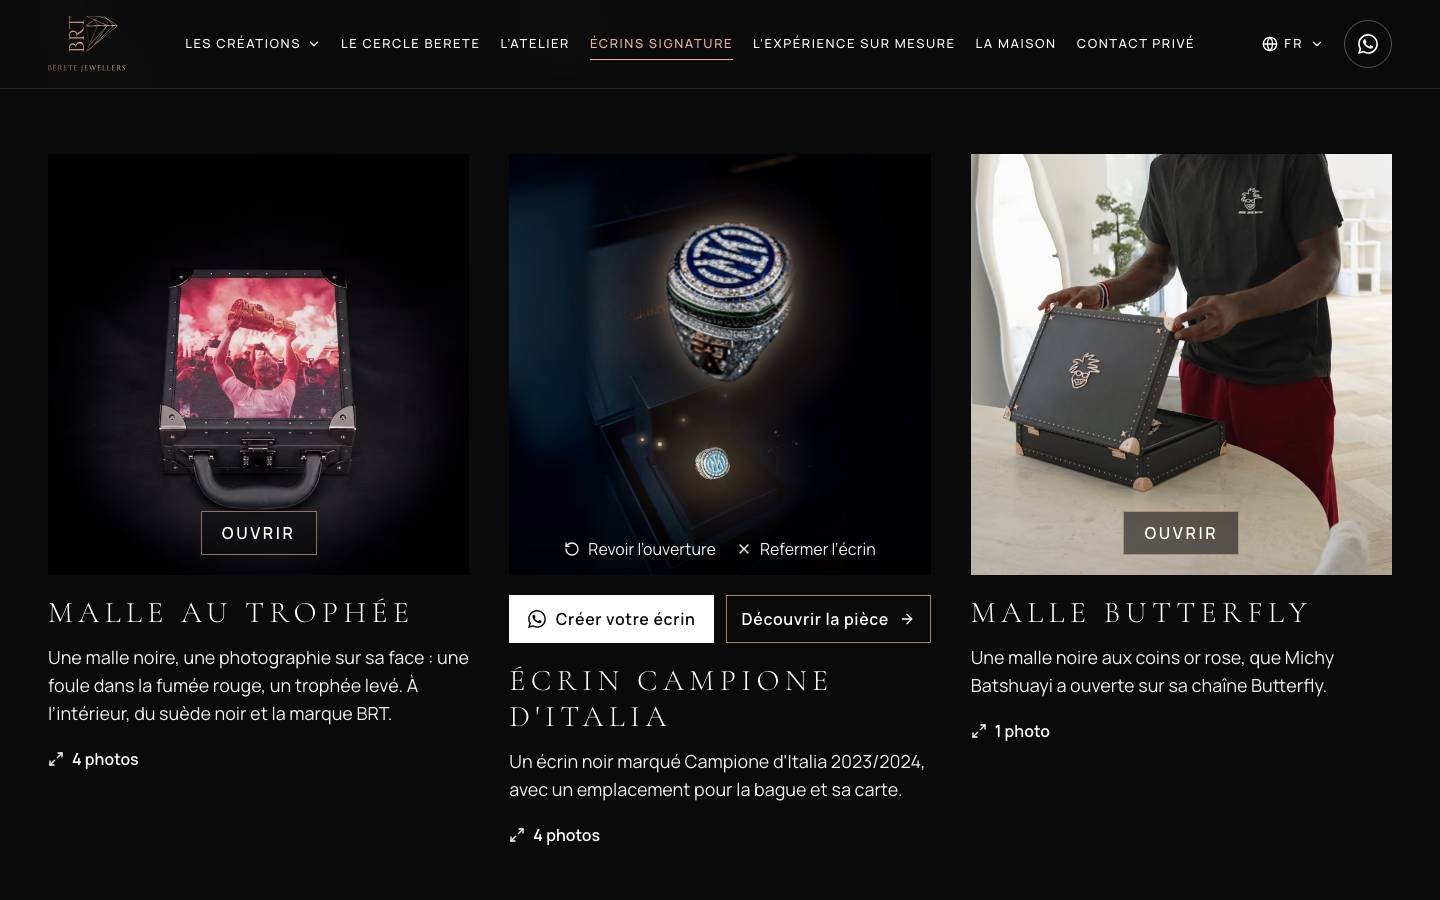 BRT
BERETE JEWELLERS
LES CRÉATIONS
LE CERCLE BERETE
L'ATELIER
ÉCRINS SIGNATURE
L'EXPÉRIENCE SUR MESURE
LA MAISON
CONTACT PRIVÉ
FR
OUVRIR
MALLE AU TROPHÉE
Une malle noire, une photographie sur sa face : une
foule dans la fumée rouge, un trophée levé. À
l'intérieur, du suède noir et la marque BRT.
4 photos
Revoir l'ouverture
Refermer l'écrin
Créer votre écrin
Découvrir la pièce
ÉCRIN CAMPIONE
D'ITALIA
Un écrin noir marqué Campione d'Italia 2023/2024,
avec un emplacement pour la bague et sa carte.
4 photos
OUVRIR
MALLE BUTTERFLY
Une malle noire aux coins or rose, que Michy
Batshuayi a ouverte sur sa chaîne Butterfly.
1 photo